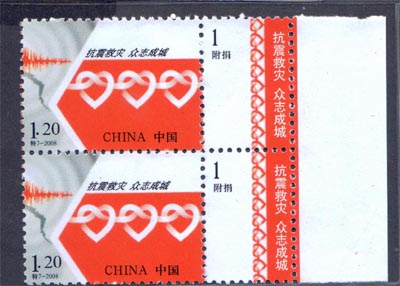 抗震救灾 众志成城
1.20
特7-2008
CHINA 中国
1
附捐
抗震救灾 众志成城
抗震救灾 众志成城
1.20
特7-2008
CHINA 中国
1
附捐
抗震救灾 众志成城